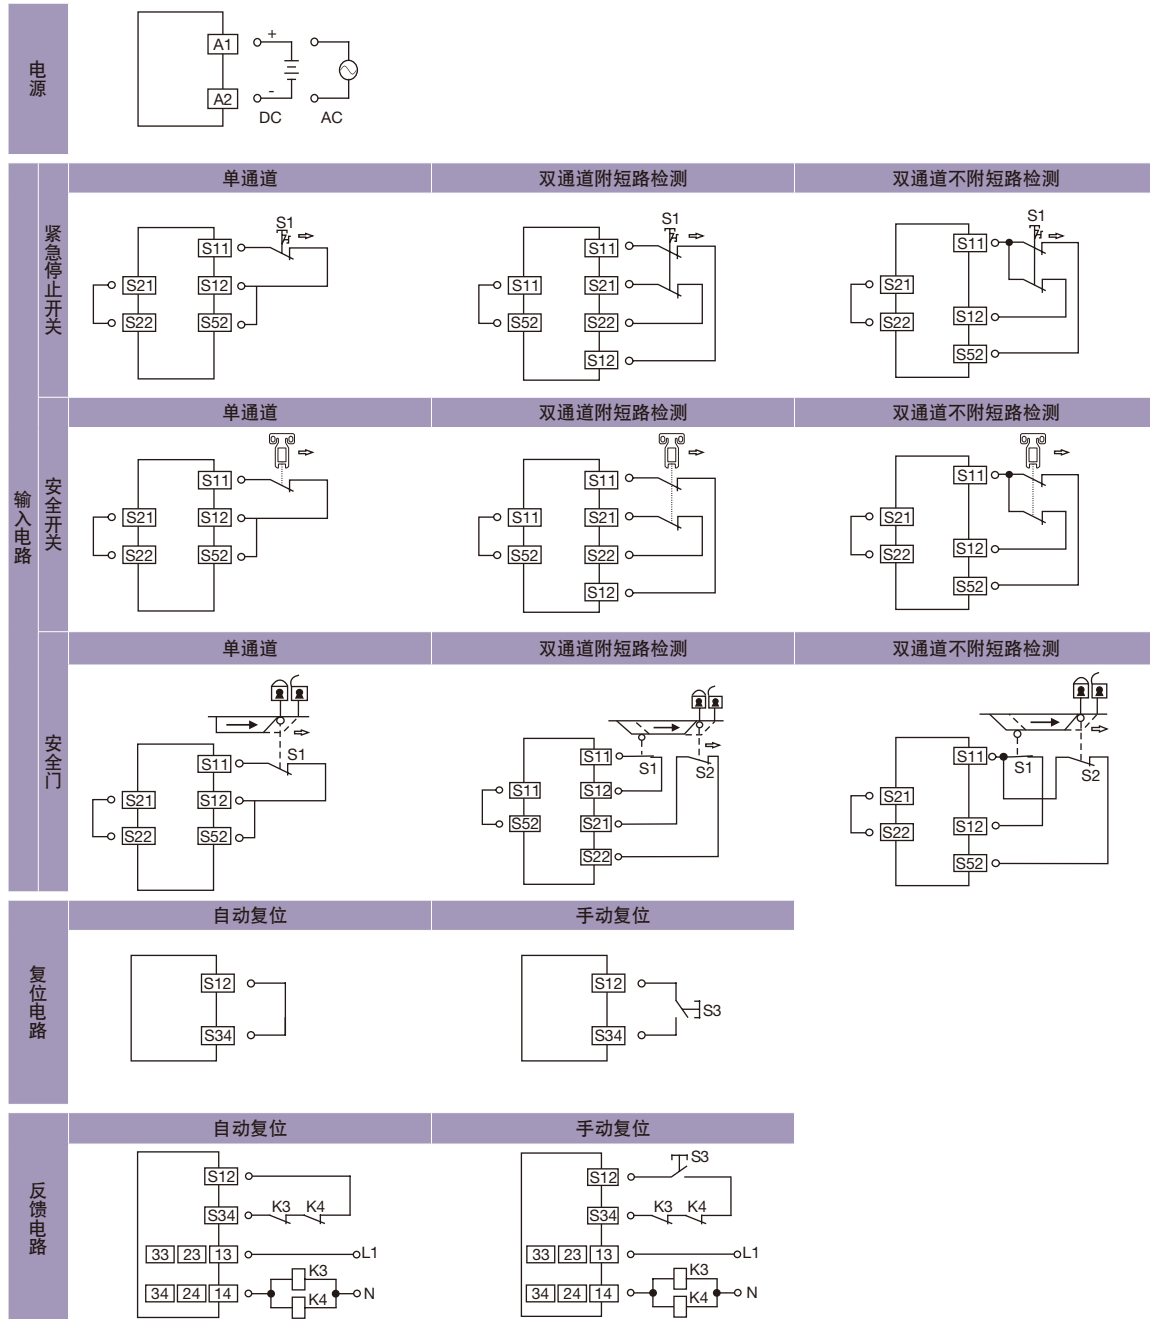 电源
A1
+
A2
-
DC
AC
输入电路
紧急停止开关
单通道
双通道附短路检测
双通道不附短路检测
S1
S11
S21
S12
S22
S52
S1
S11
S11
S21
S52
S22
S12
S1
S11
S21
S22
S12
S52
安全开关
单通道
双通道附短路检测
双通道不附短路检测
S11
S21
S12
S22
S52
S11
S11
S21
S52
S22
S12
S11
S21
S22
S12
S52
安全门
单通道
双通道附短路检测
双通道不附短路检测
S1
S11
S21
S12
S22
S52
S11
S1
S2
S11
S12
S52
S21
S22
S11
S1
S2
S21
S22
S12
S52
复位电路
自动复位
手动复位
S12
S34
S12
S3
S34
反馈电路
自动复位
手动复位
S12
S34
K3
K4
33
23
13
L1
K3
34
24
14
N
K4
S3
S12
S34
K3
K4
33
23
13
L1
K3
34
24
14
N
K4